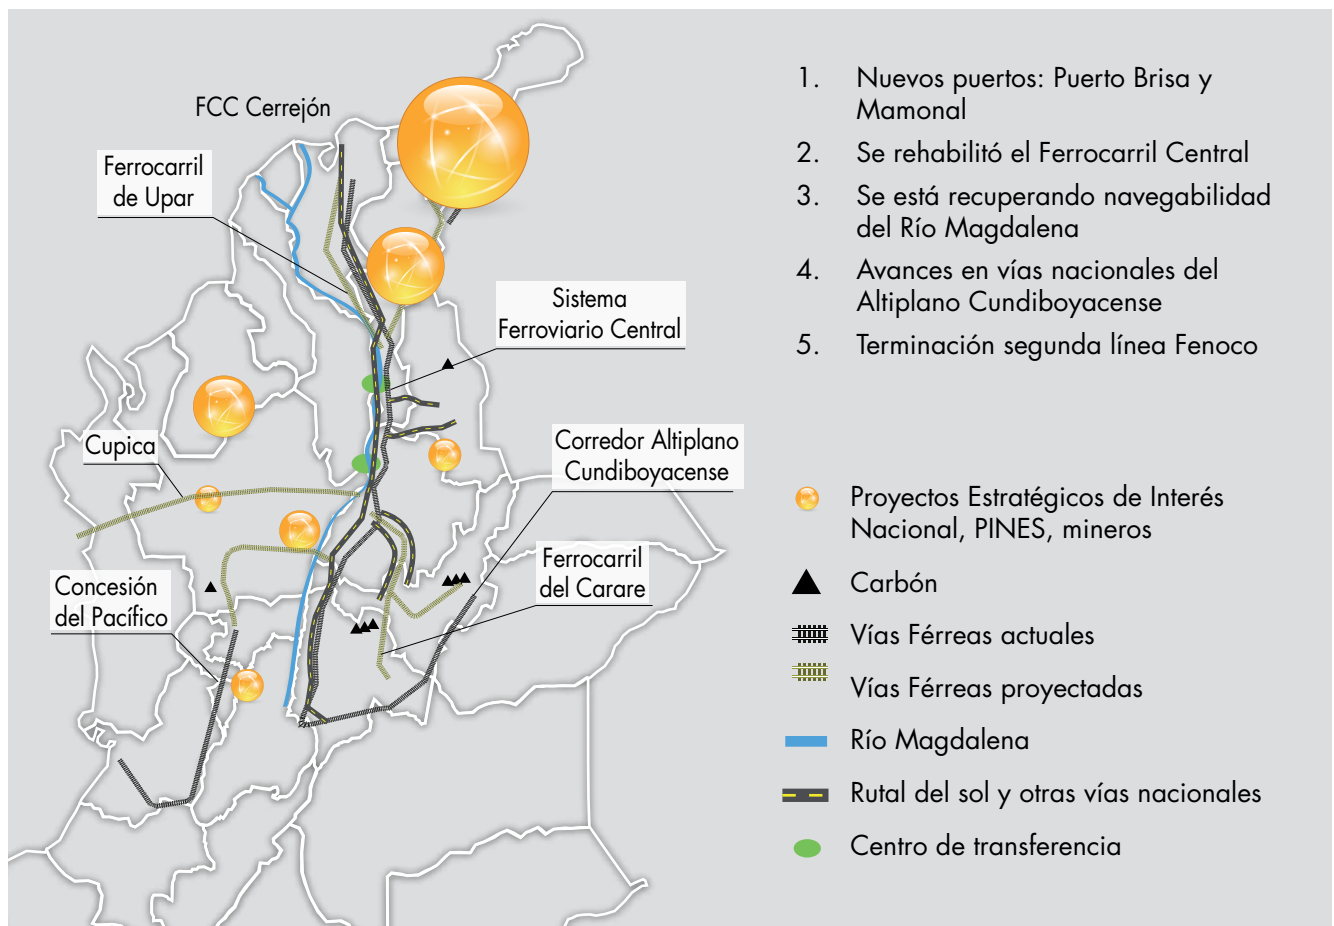 FCC Cerrejón
Ferrocarril
de Upar
Sistema
Ferroviario Central
Cupica
Corredor Altiplano
Cundiboyacense
Ferrocarril
del Carare
Concesión
del Pacífico
1. Nuevos puertos: Puerto Brisa y
Mamonal
2. Se rehabilitó el Ferrocarril Central
3. Se está recuperando navegabilidad
del Río Magdalena
4. Avances en vías nacionales del
Altiplano Cundiboyacense
5. Terminación segunda línea Fenoco
Proyectos Estratégicos de Interés
Nacional, PINES, mineros
Carbón
Vías Férreas actuales
Vías Férreas proyectadas
Río Magdalena
Rutal del sol y otras vías nacionales
Centro de transferencia